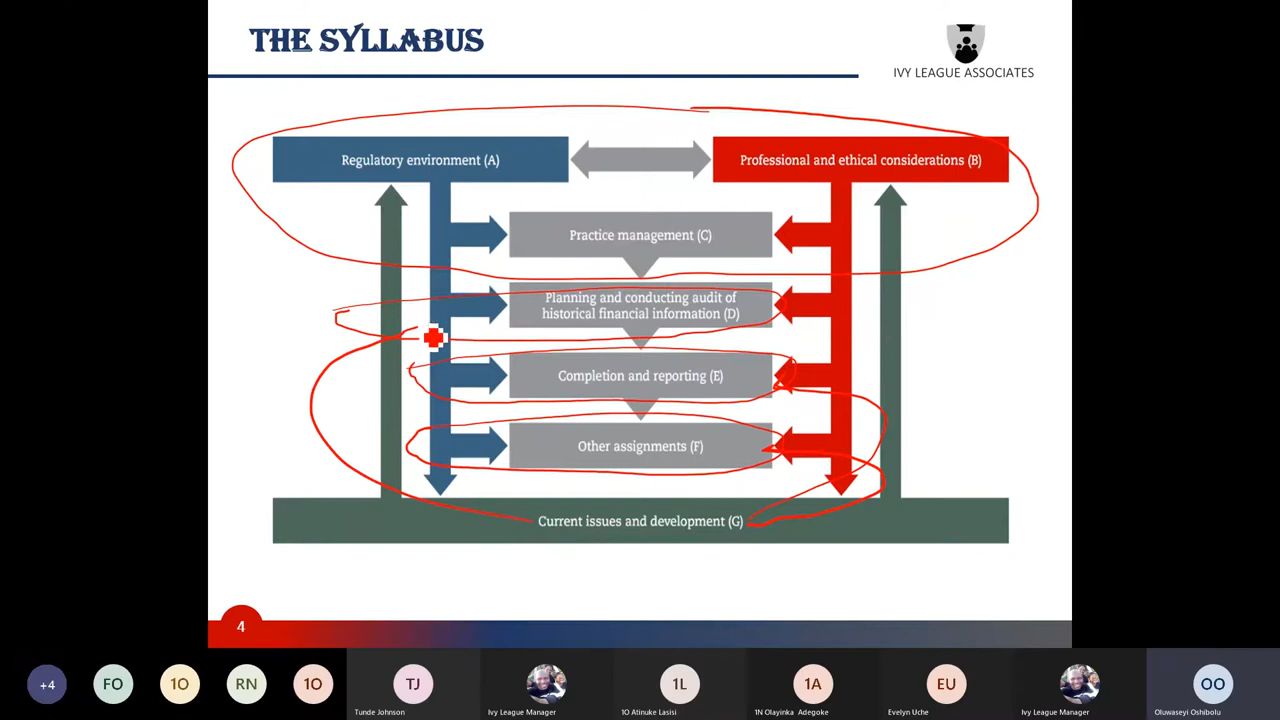 THE SYLLABUS
IVY LEAGUE ASSOCIATES
Regulatory environment (A)
Professional and ethical considerations (B)
Practice management (C)
Planning and conducting audit of
historical financial information (D)
Completion and reporting (E)
Other assignments (F)
Current issues and development (G)
4
+4
FO
1O
RN
1O
TJ
1L
1A
EU
OO
Tunde Johnson
Ivy League Manager
1O Atinuke Lasisi
1N Olayinka Adegoke
Evelyn Uche
Ivy League Manager
Oluwaseyi Oshibolu